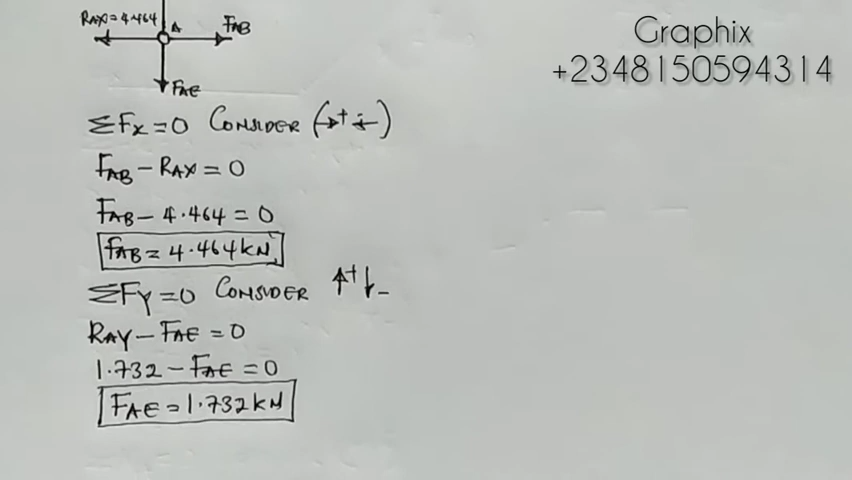 Graphix
+2348150594314
RAX=4.464
A
FAB
FAE
ΣFx=0 CONSIDER (→+ ←-)
FAB-RAX=0
FAB-4.464=0
FAB=4.464KN
ΣFy=0 CONSIDER ↑+↓-
RAY-FAE=0
1.732-FAE=0
FAE=1.732KN